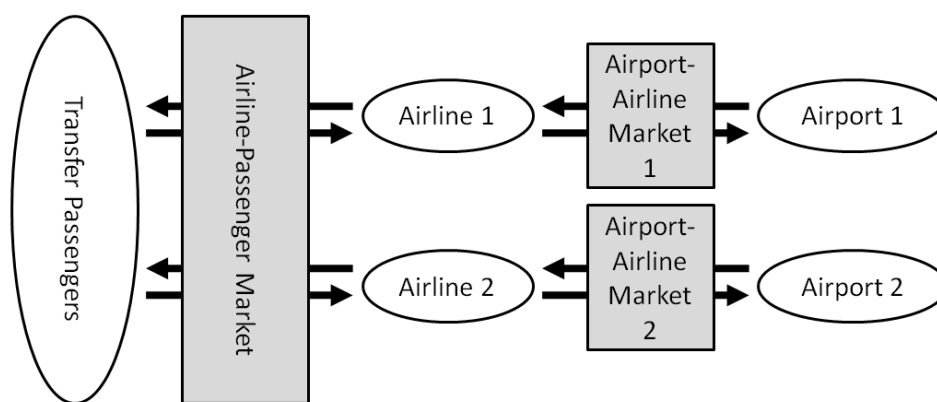 Transfer Passengers
Airline-Passenger Market
Airline 1
Airport-
Airline
Market
1
Airport 1
Airline 2
Airport-
Airline
Market
2
Airport 2